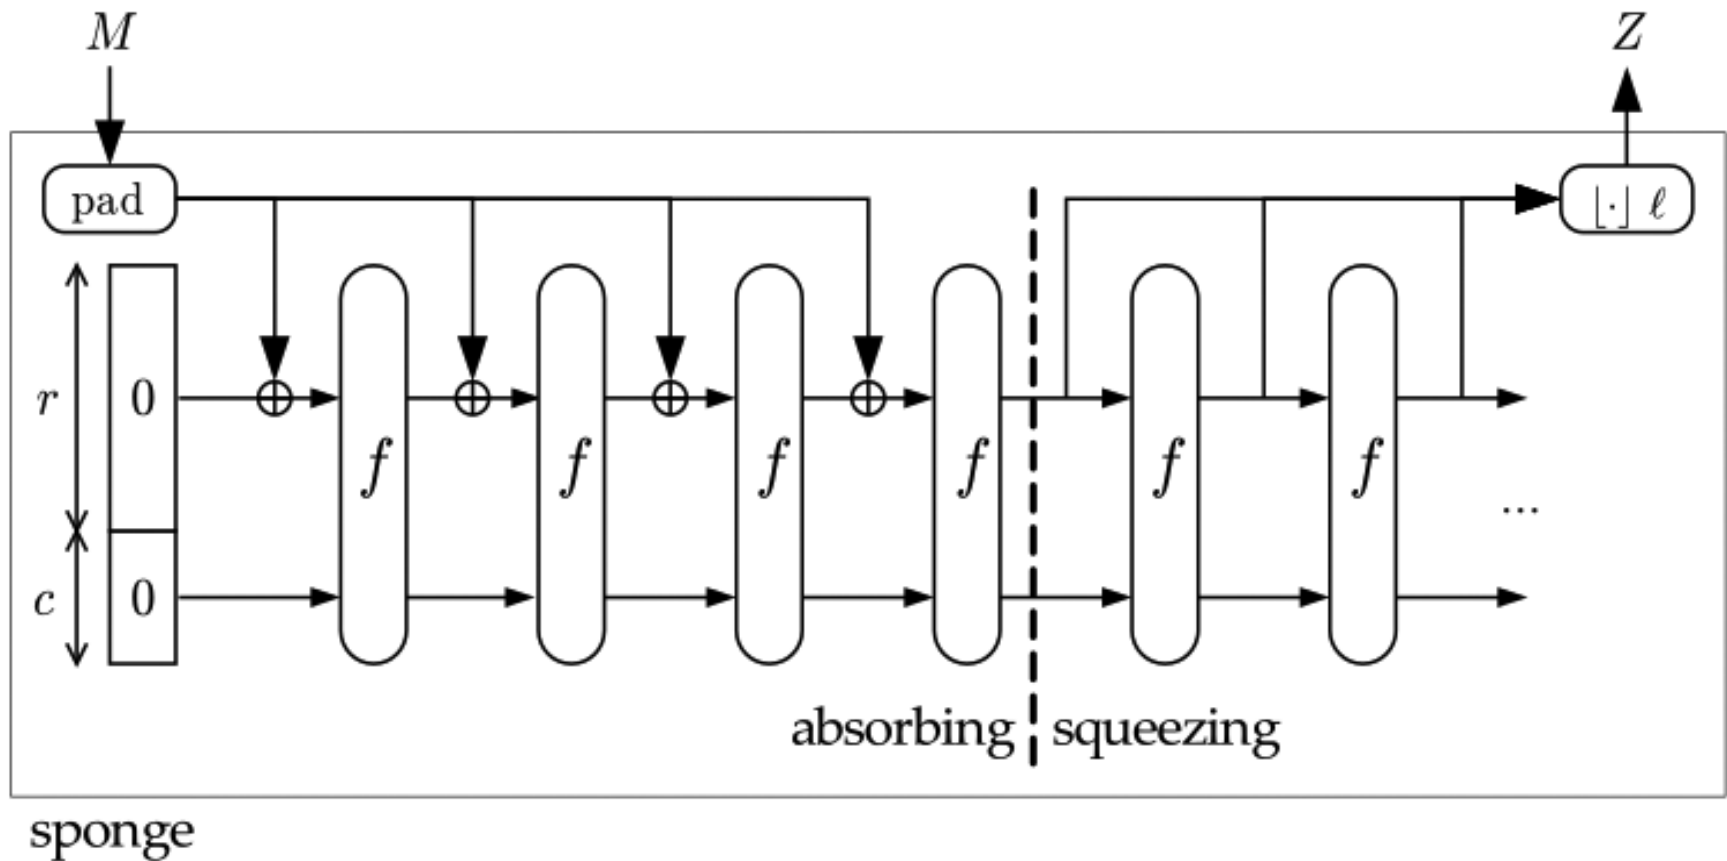 M Z
pad ⌊·⌋ ℓ
r 0 ⊕ ⊕ ⊕ ⊕
f f f f f f
...
c 0
absorbing squeezing
sponge